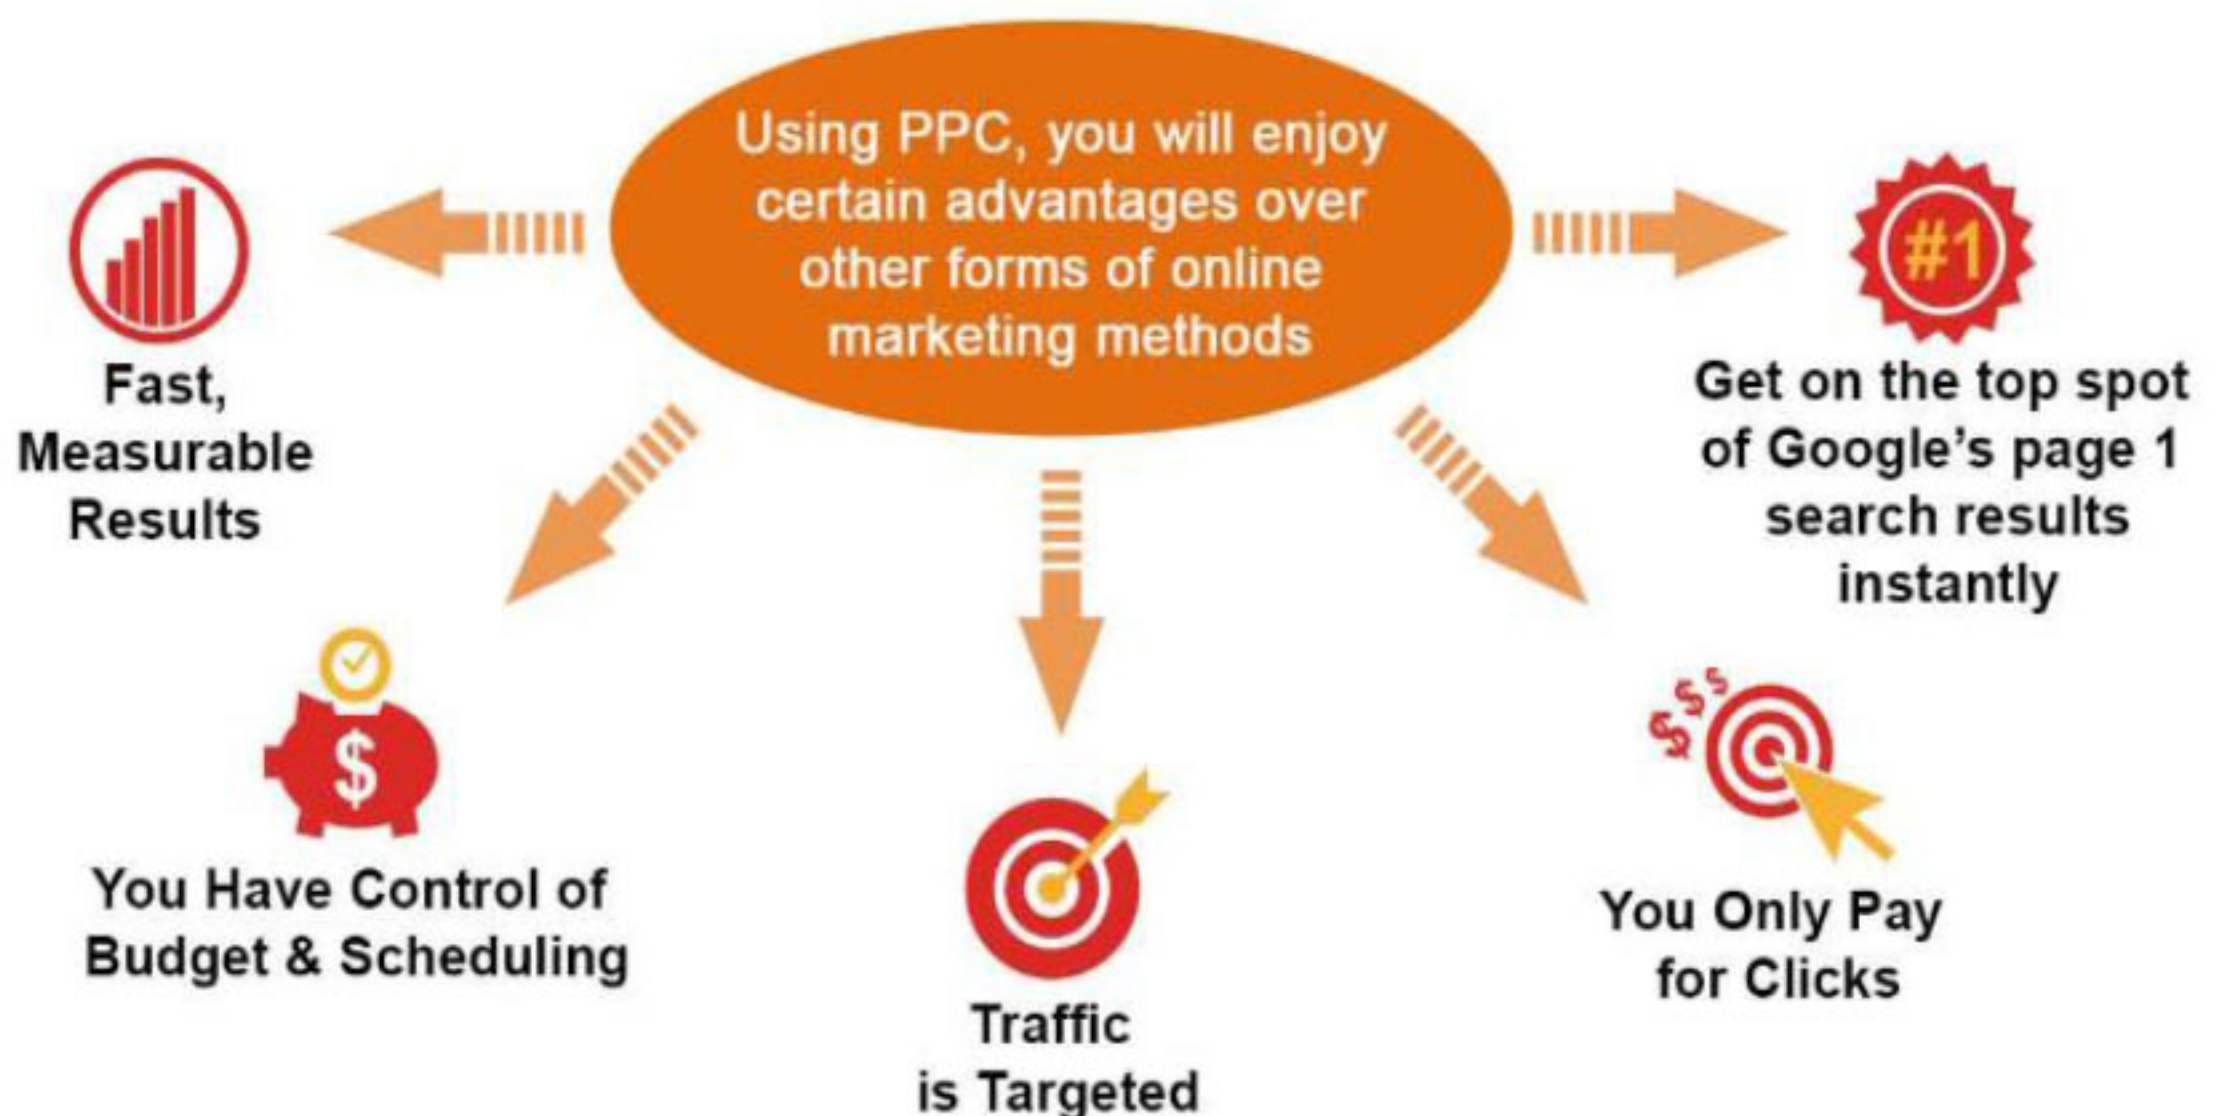 Using PPC, you will enjoy
certain advantages over
other forms of online
marketing methods
Fast,
Measurable
Results
#1
Get on the top spot
of Google's page 1
search results
instantly
$
You Have Control of
Budget & Scheduling
Traffic
is Targeted
$ $ $
You Only Pay
for Clicks